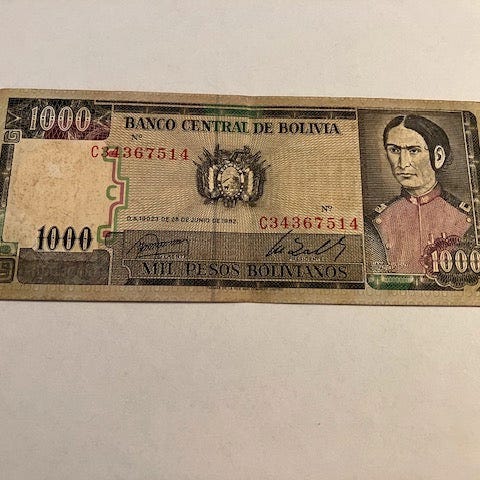 1000
BANCO CENTRAL DE BOLIVIA
Nº
C34367514
Nº
C34367514
D.S.19023 DE 28 DE JUNIO DE 1982.
1000
MIL PESOS BOLIVIANOS
1000